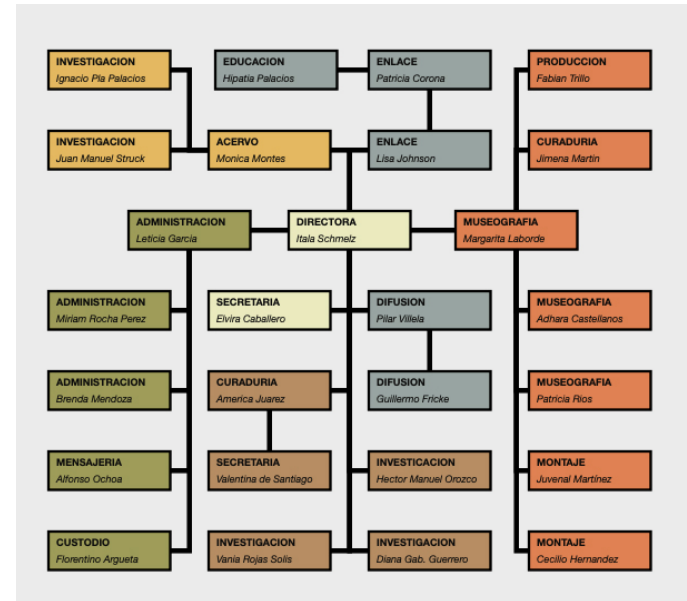 INVESTIGACION
Ignacio Pla Palacios
EDUCACION
Hipatia Palacios
ENLACE
Patricia Corona
PRODUCCION
Fabian Trillo
INVESTIGACION
Juan Manuel Struck
ACERVO
Monica Montes
ENLACE
Lisa Johnson
CURADURIA
Jimena Martin
ADMINISTRACION
Leticia Garcia
DIRECTORA
Itala Schmelz
MUSEOGRAFIA
Margarita Laborde
ADMINISTRACION
Miriam Rocha Perez
SECRETARIA
Elvira Caballero
DIFUSION
Pilar Villela
MUSEOGRAFIA
Adhara Castellanos
ADMINISTRACION
Brenda Mendoza
CURADURIA
America Juarez
DIFUSION
Guillermo Fricke
MUSEOGRAFIA
Patricia Rios
MENSAJERIA
Alfonso Ochoa
SECRETARIA
Valentina de Santiago
INVESTICACION
Hector Manuel Orozco
MONTAJE
Juvenal Martínez
CUSTODIO
Florentino Argueta
INVESTIGACION
Vania Rojas Solis
INVESTIGACION
Diana Gab. Guerrero
MONTAJE
Cecilio Hernandez